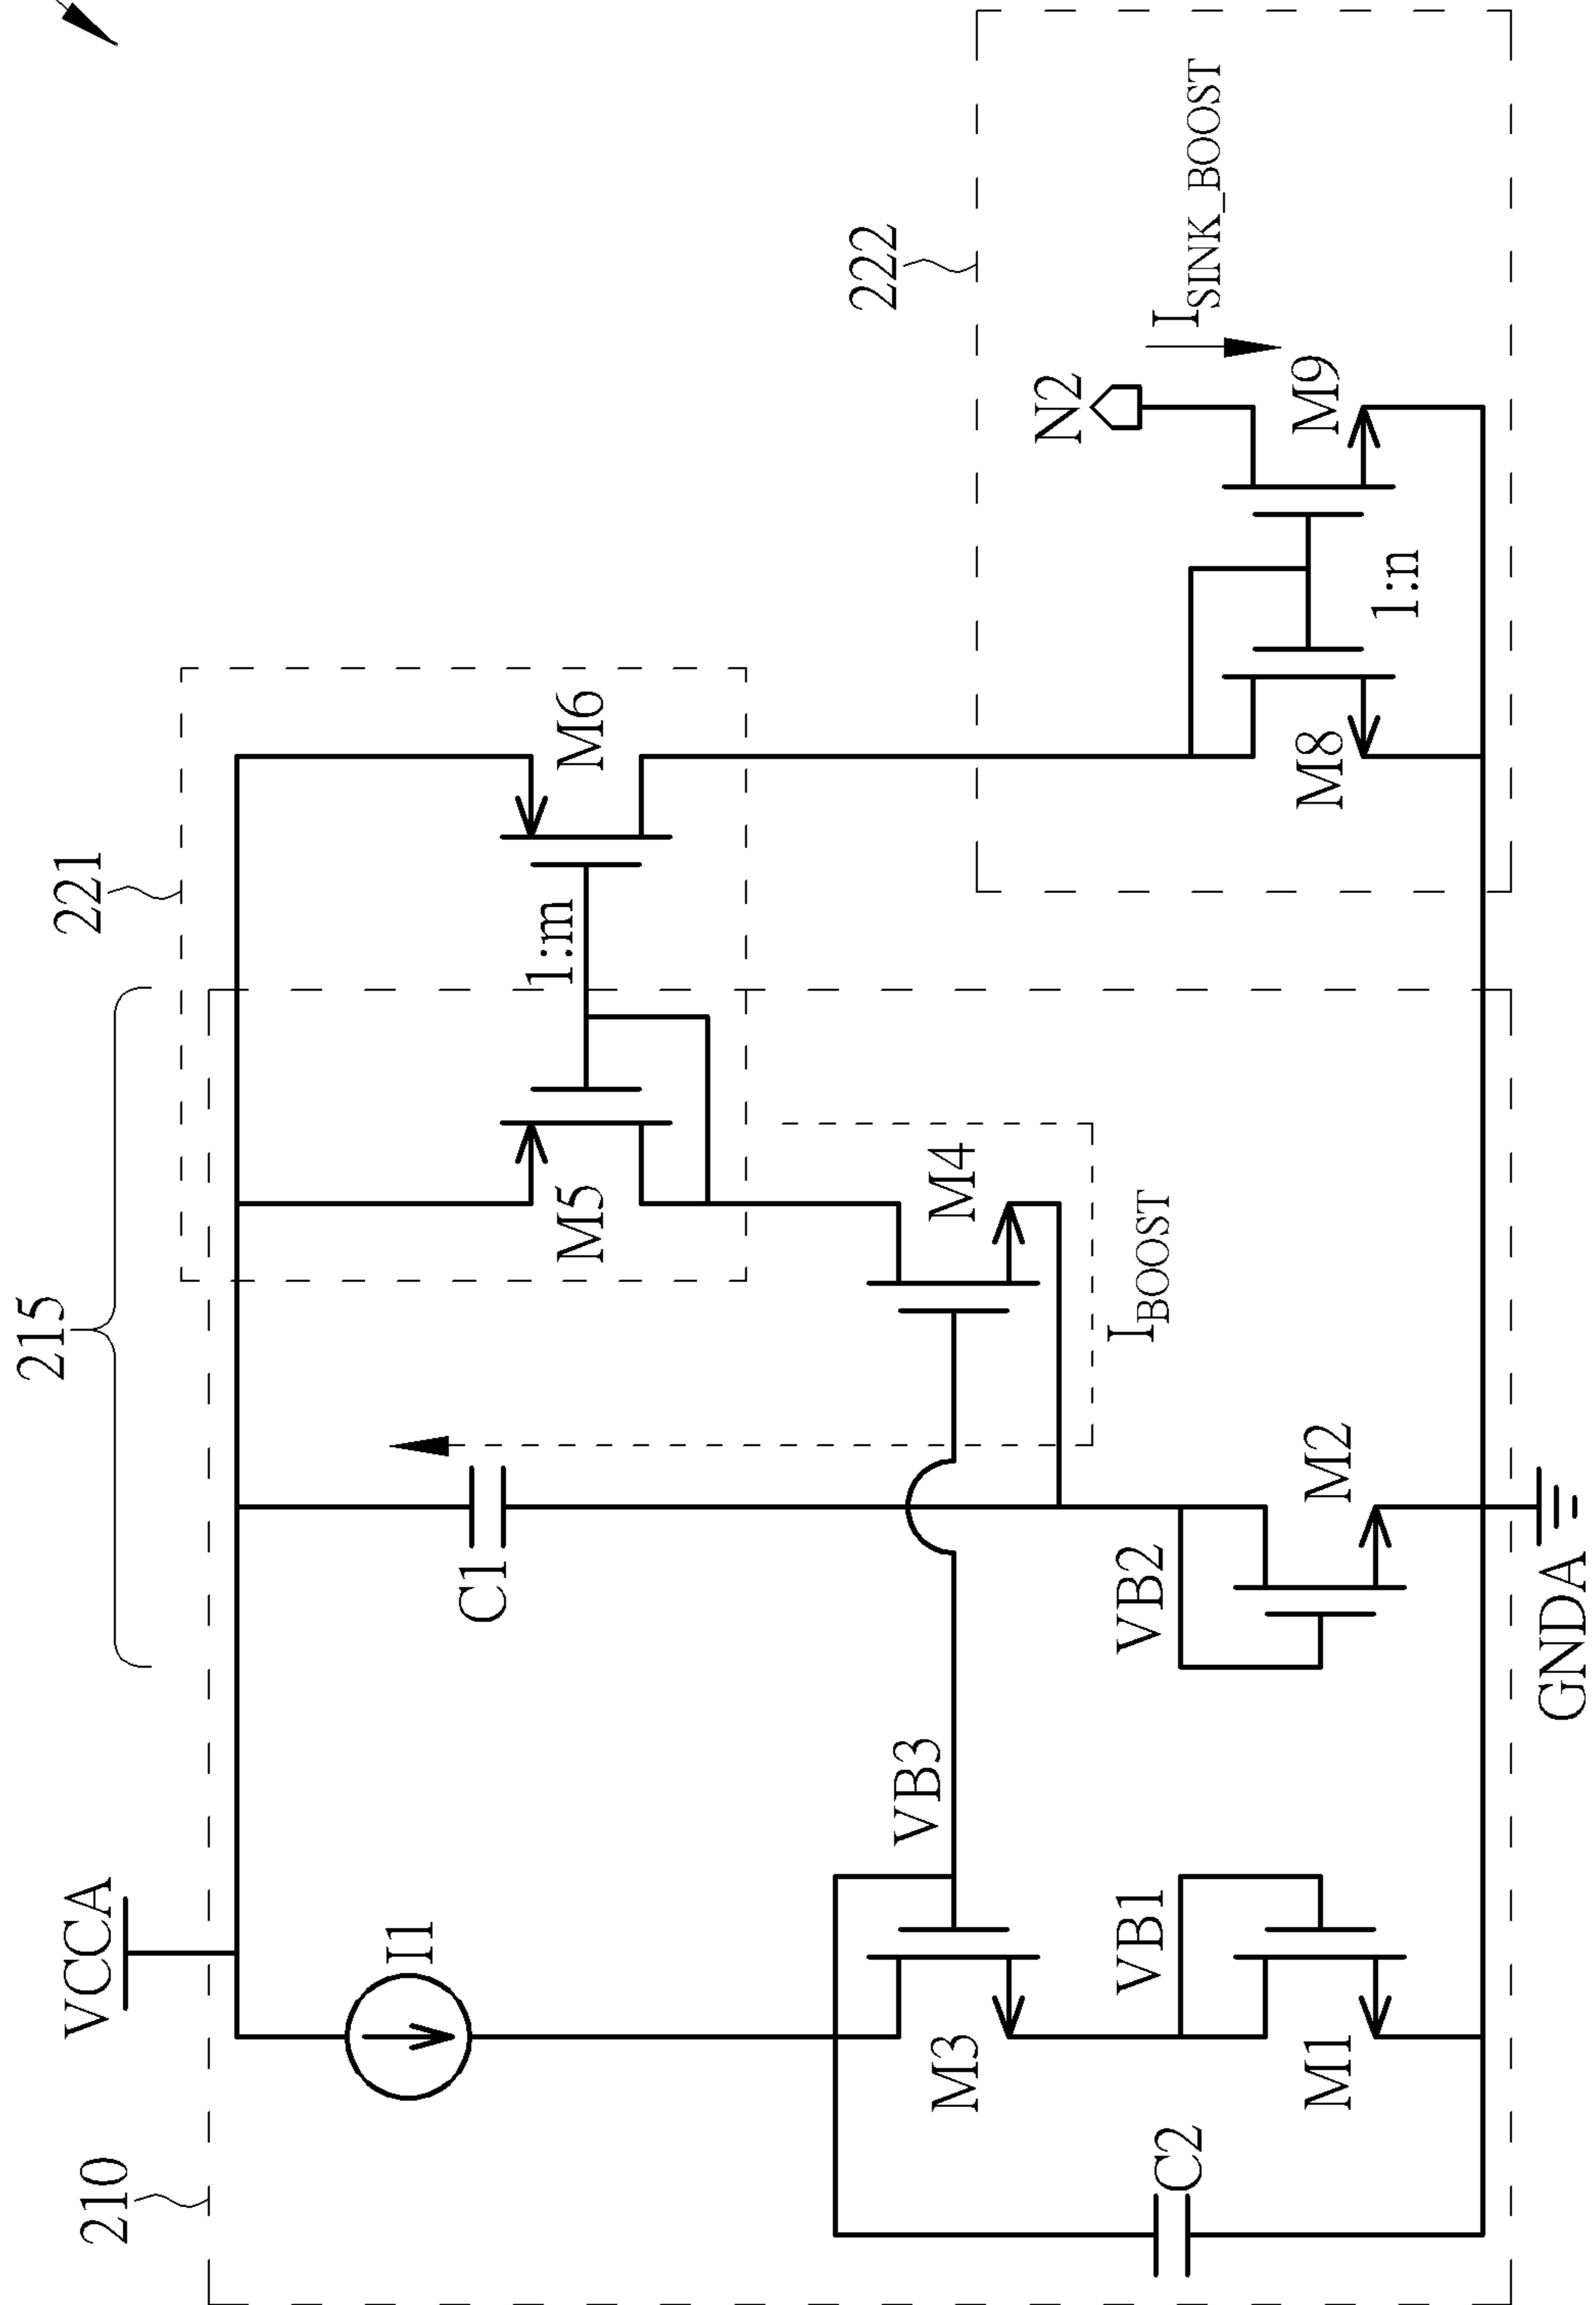 215
221
210
VCCA
I1
C1
M5
1:m
M6
222
N2
I_SINK_BOOST
VB3
M3
M4
I_BOOST
C2
VB1
M1
VB2
M2
M8
1:n
M9
GNDA